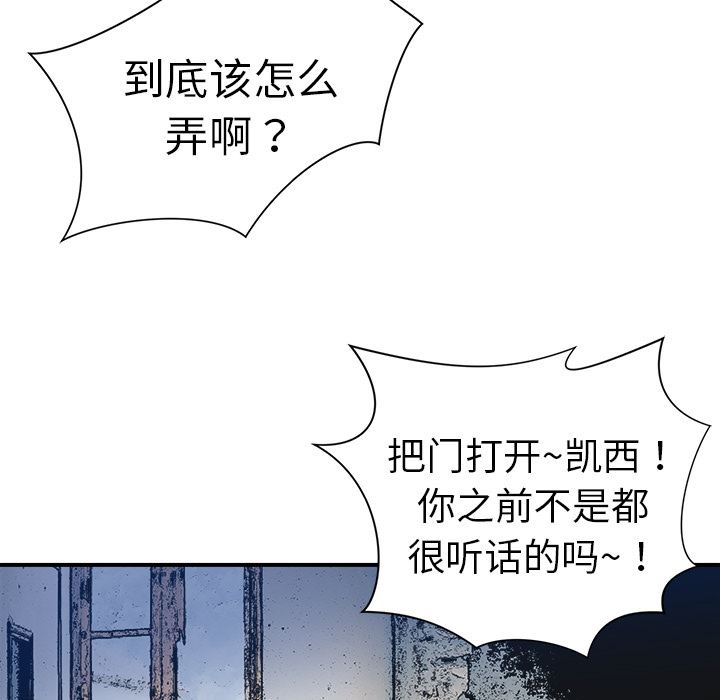 到底该怎么
弄啊？
把门打开~凯西！
你之前不是都
很听话的吗~！